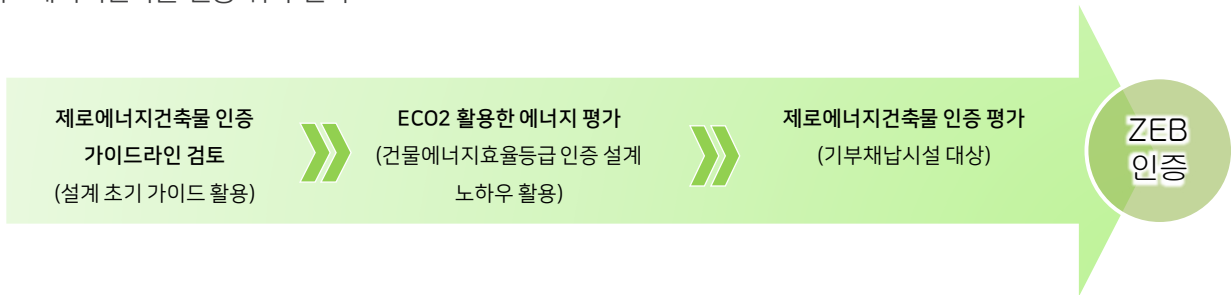 제로에너지건축물 인증
가이드라인 검토
(설계 초기 가이드 활용)
ECO2 활용한 에너지 평가
(건물에너지효율등급 인증 설계
노하우 활용)
제로에너지건축물 인증 평가
(기부채납시설 대상)
ZEB
인증